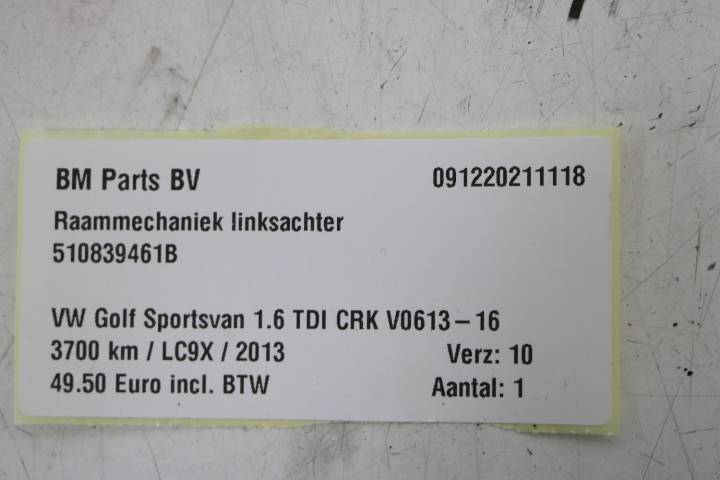 BM Parts BV 091220211118
Raammechaniek linksachter
510839461B
VW Golf Sportsvan 1.6 TDI CRK V0613-16
3700 km / LC9X / 2013 Verz: 10
49.50 Euro incl. BTW Aantal: 1